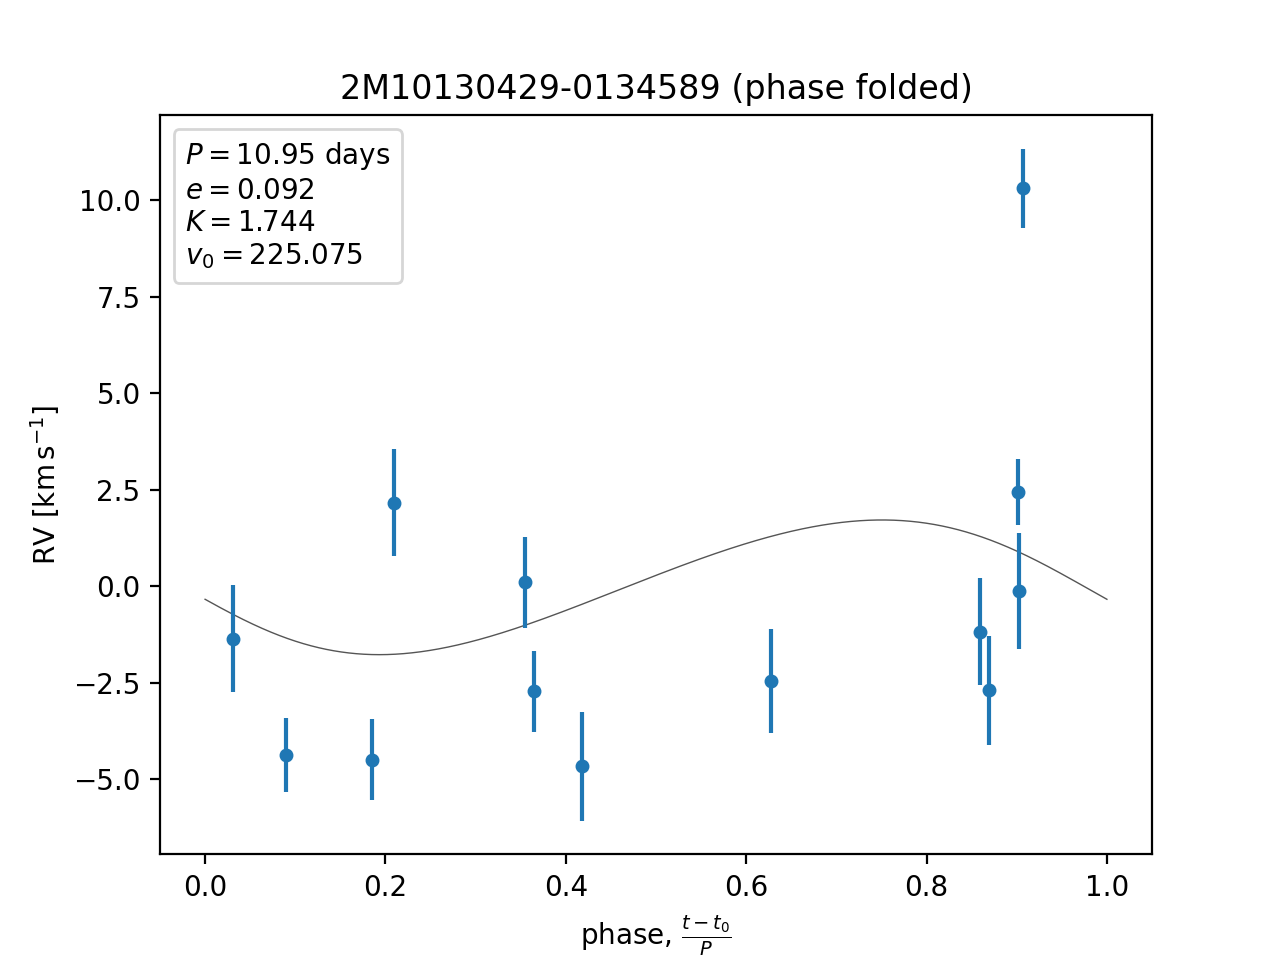 2M10130429-0134589 (phase folded)
P = 10.95 days
e = 0.092
K = 1.744
v₀ = 225.075
10.0
7.5
5.0
2.5
0.0
−2.5
−5.0
RV [km s⁻¹]
0.0 0.2 0.4 0.6 0.8 1.0
phase, (t − t₀)/P